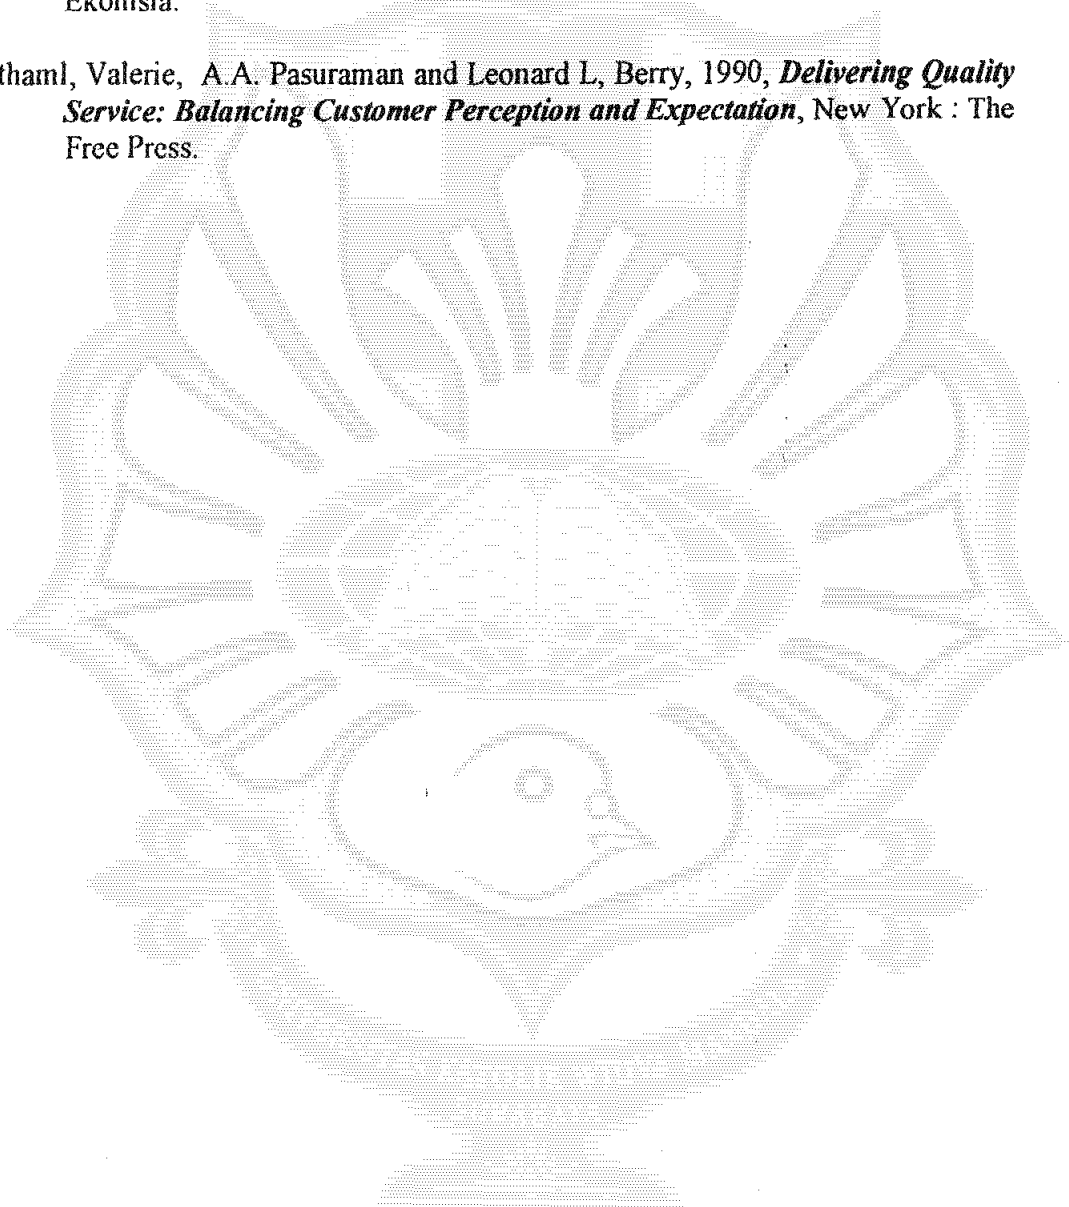 Ekonisia.
thaml, Valerie, A.A. Pasuraman and Leonard L, Berry, 1990, Delivering Quality
Service: Balancing Customer Perception and Expectation, New York : The
Free Press.